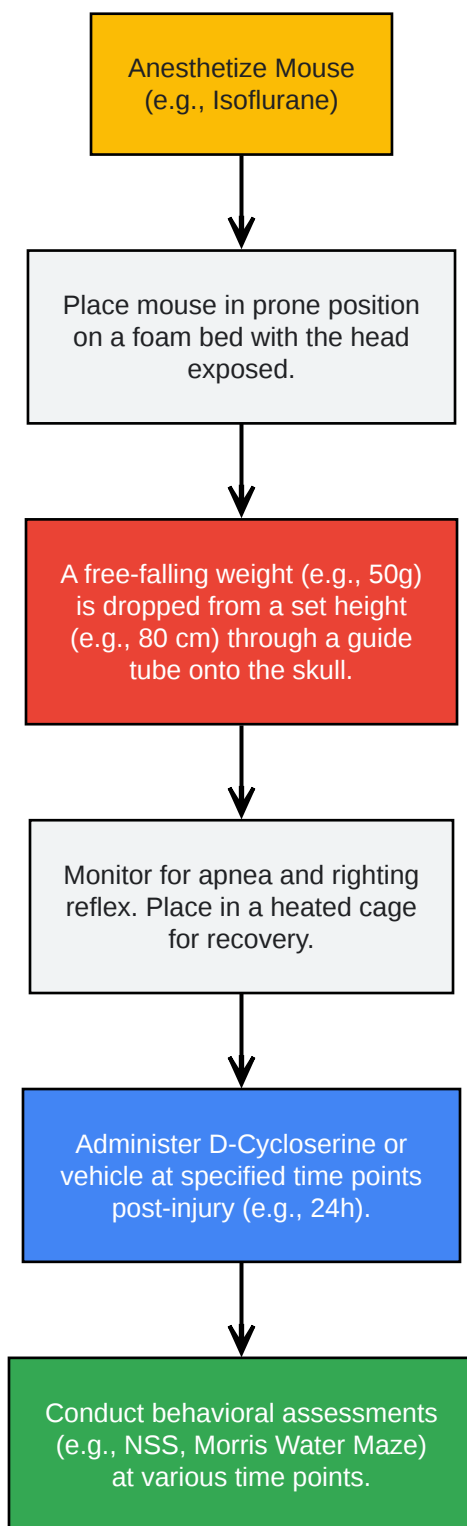 Anesthetize Mouse
(e.g., Isoflurane)
Place mouse in prone position
on a foam bed with the head
exposed.
A free-falling weight (e.g., 50g)
is dropped from a set height
(e.g., 80 cm) through a guide
tube onto the skull.
Monitor for apnea and righting
reflex. Place in a heated cage
for recovery.
Administer D-Cycloserine or
vehicle at specified time points
post-injury (e.g., 24h).
Conduct behavioral assessments
(e.g., NSS, Morris Water Maze)
at various time points.